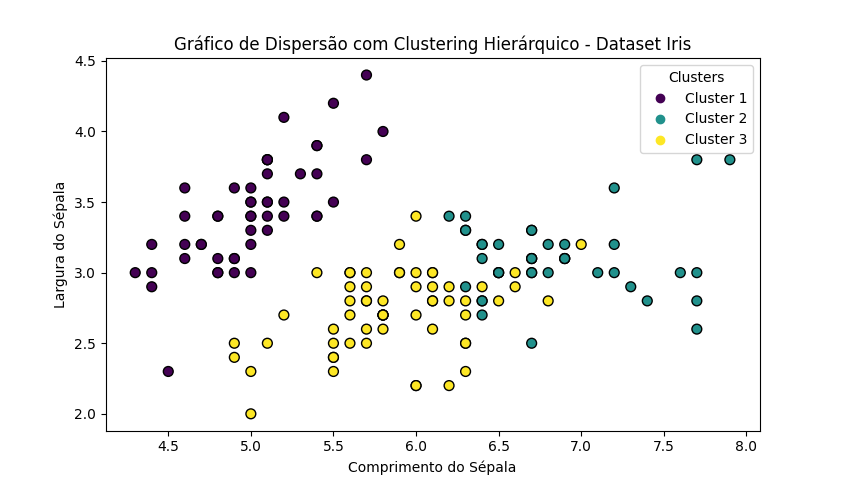 Gráfico de Dispersão com Clustering Hierárquico - Dataset Iris
Clusters
Cluster 1
Cluster 2
Cluster 3
Largura do Sépala
4.5
4.0
3.5
3.0
2.5
2.0
4.5 5.0 5.5 6.0 6.5 7.0 7.5 8.0
Comprimento do Sépala